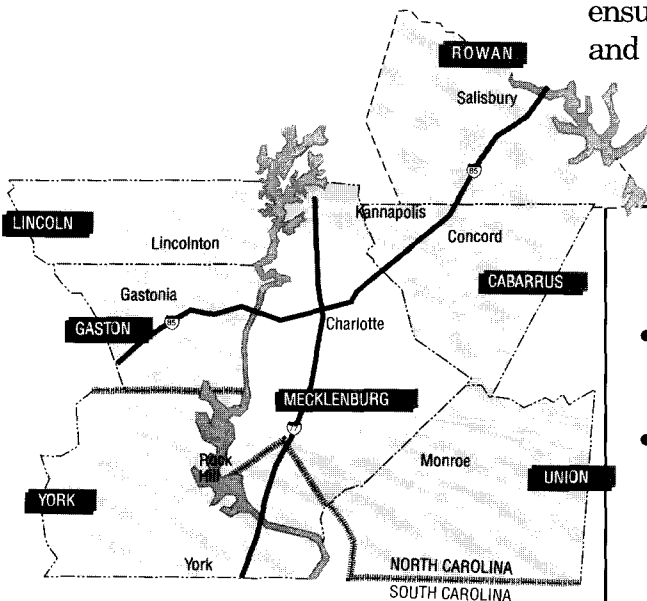 ensu
and
ROWAN
Salisbury
85
Kannapolis
Concord
LINCOLN
Lincolnton
CABARRUS
Gastonia
GASTON
85
Charlotte
MECKLENBURG
77
Rock
Hill
Monroe
UNION
YORK
York
NORTH CAROLINA
SOUTH CAROLINA